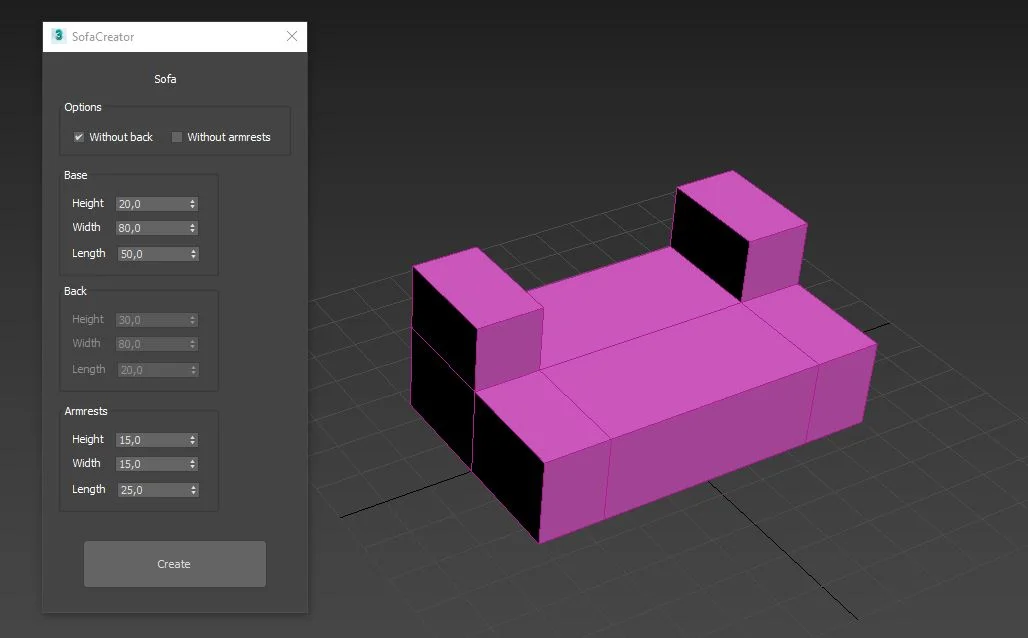 SofaCreator
Sofa
Options
Without back Without armrests
Base
Height 20,0
Width 80,0
Length 50,0
Back
Height 30,0
Width 80,0
Length 20,0
Armrests
Height 15,0
Width 15,0
Length 25,0
Create